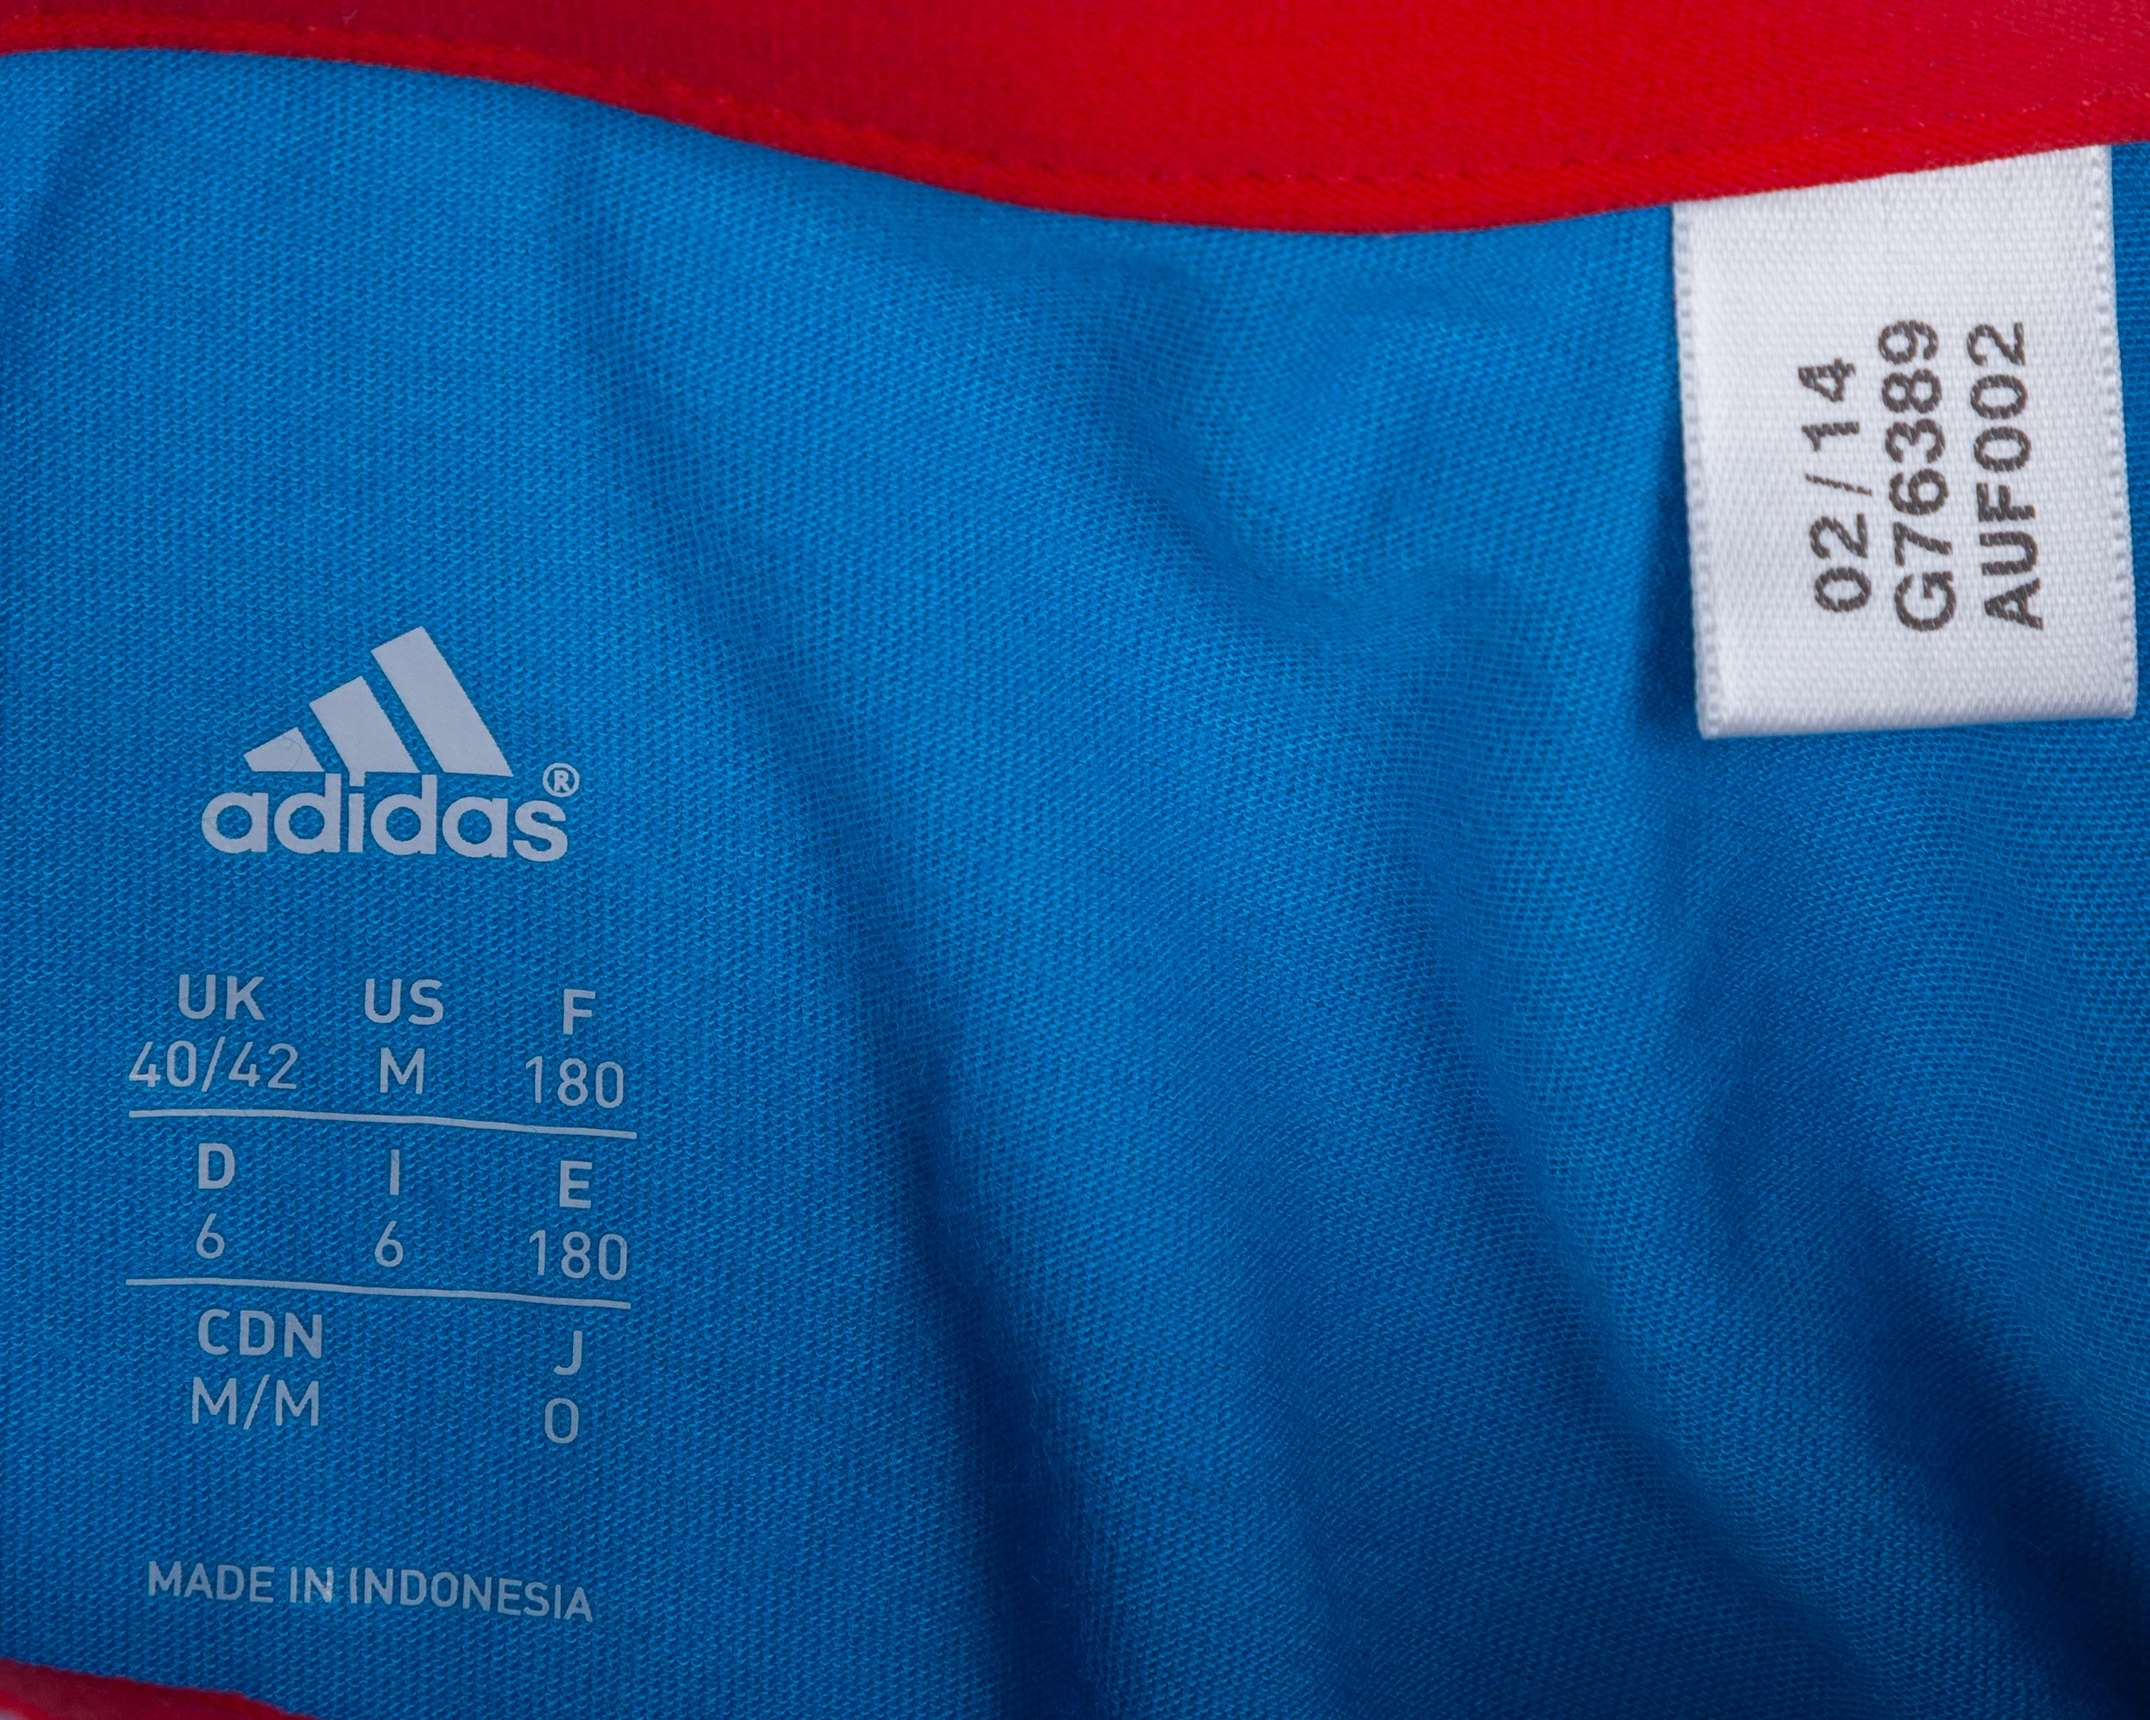 adidas®
UK US F
40/42 M 180
D I E
6 6 180
CDN J
M/M O
MADE IN INDONESIA
02/14
G76389
AUF002